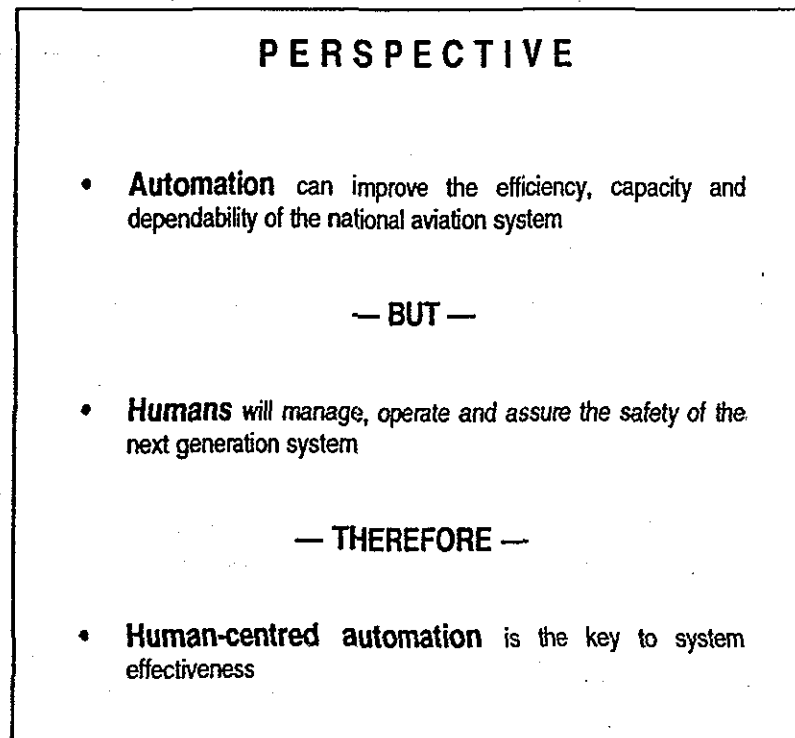 PERSPECTIVE
• Automation can improve the efficiency, capacity and
dependability of the national aviation system
— BUT —
• Humans will manage, operate and assure the safety of the
next generation system
— THEREFORE —
• Human-centred automation is the key to system
effectiveness